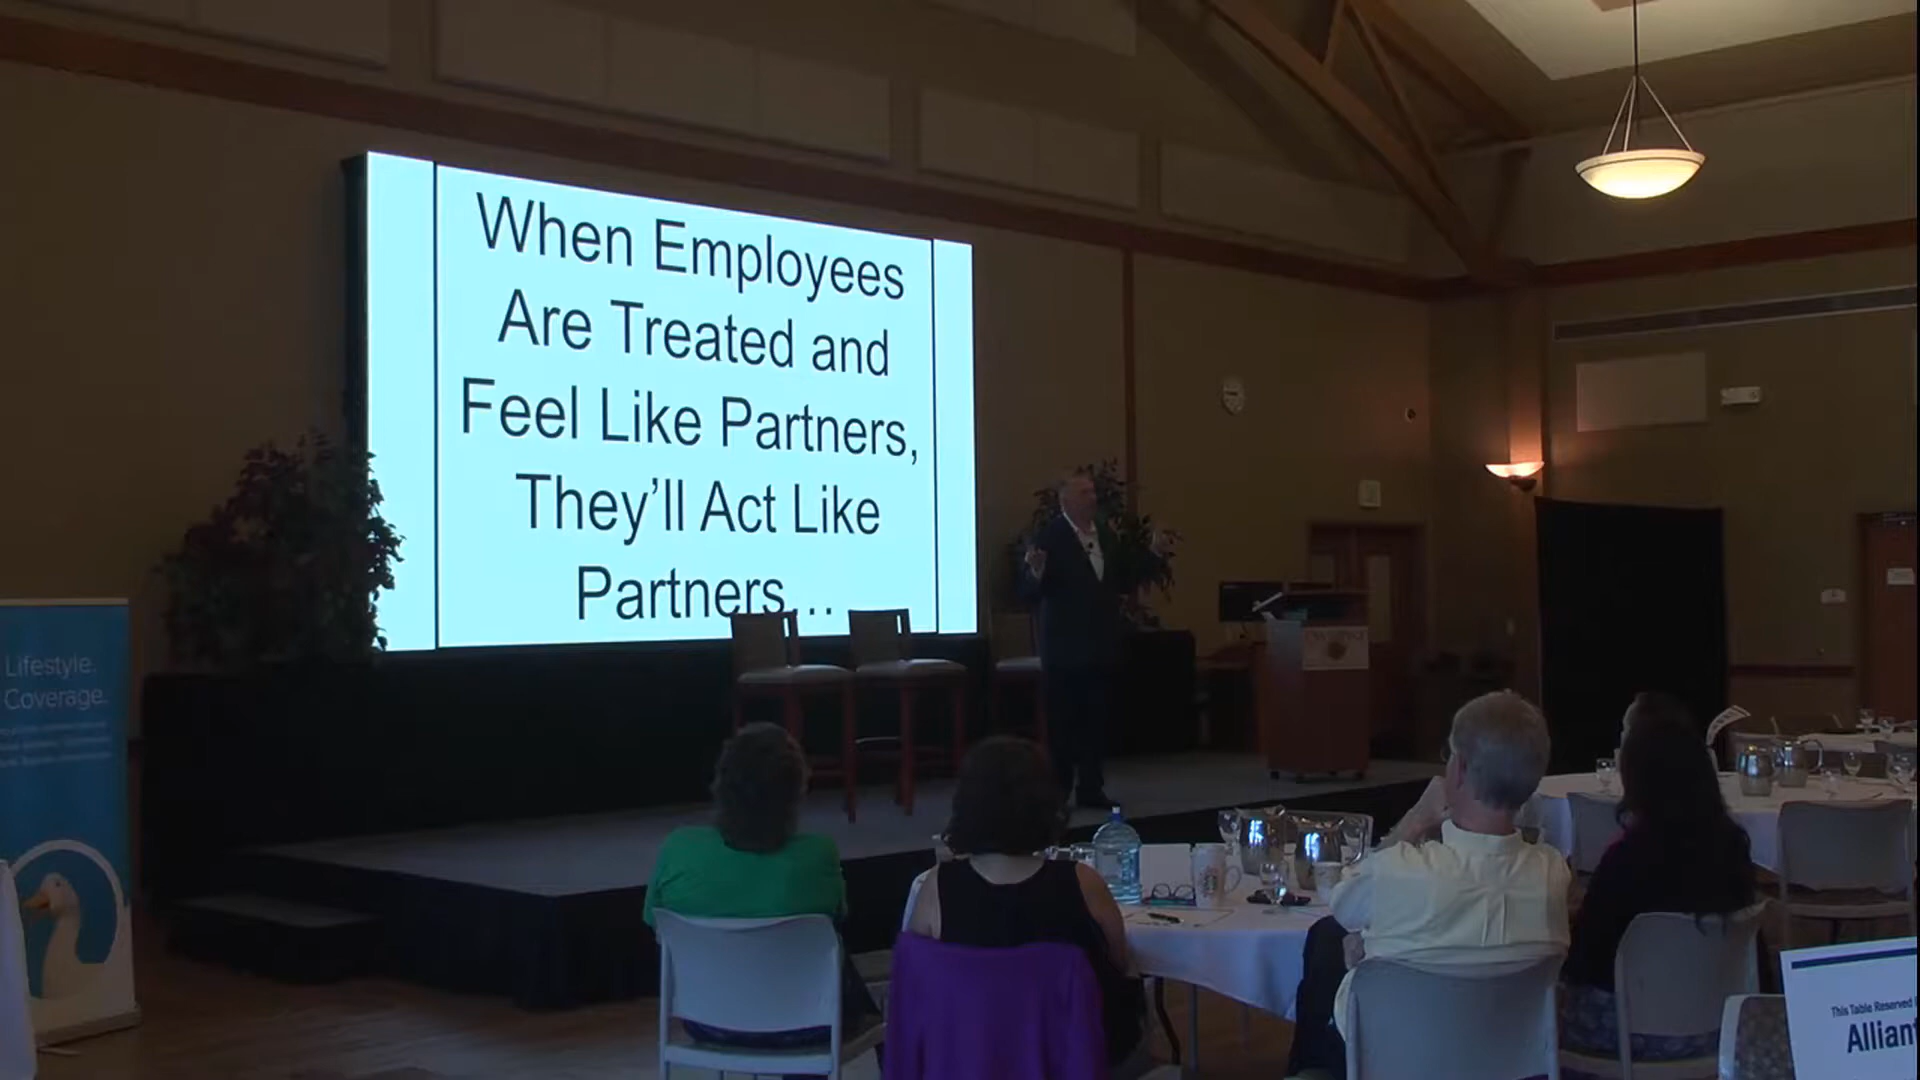 When Employees
Are Treated and
Feel Like Partners,
They'll Act Like
Partners...
Lifestyle.
Coverage.
This Table Reserved
Allian